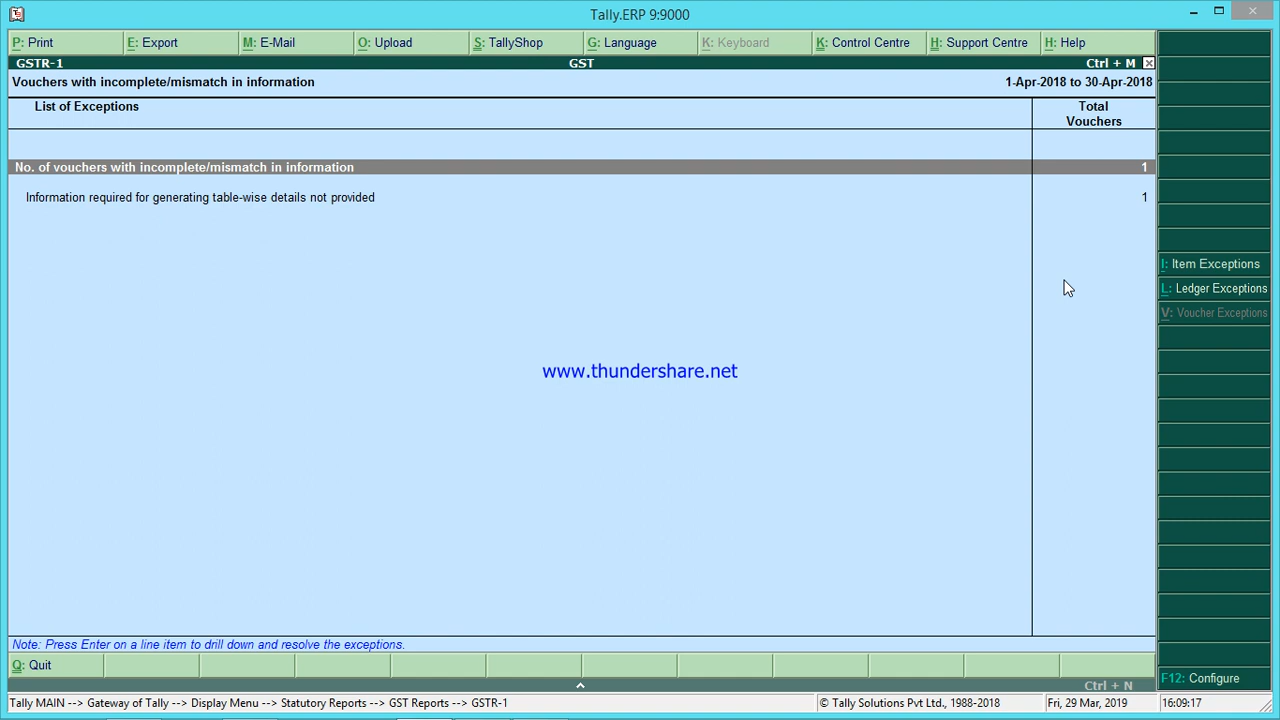 Tally.ERP 9:9000
P: Print
E: Export
M: E-Mail
O: Upload
S: TallyShop
G: Language
K: Keyboard
K: Control Centre
H: Support Centre
H: Help
GSTR-1
GST
Ctrl + M
Vouchers with incomplete/mismatch in information
1-Apr-2018 to 30-Apr-2018
List of Exceptions
Total
Vouchers
No. of vouchers with incomplete/mismatch in information 1
Information required for generating table-wise details not provided 1
I: Item Exceptions
L: Ledger Exceptions
V: Voucher Exceptions
www.thundershare.net
Note: Press Enter on a line item to drill down and resolve the exceptions.
Q: Quit
F12: Configure
Ctrl + N
Tally MAIN --> Gateway of Tally --> Display Menu --> Statutory Reports --> GST Reports --> GSTR-1
© Tally Solutions Pvt Ltd., 1988-2018
Fri, 29 Mar, 2019
16:09:17